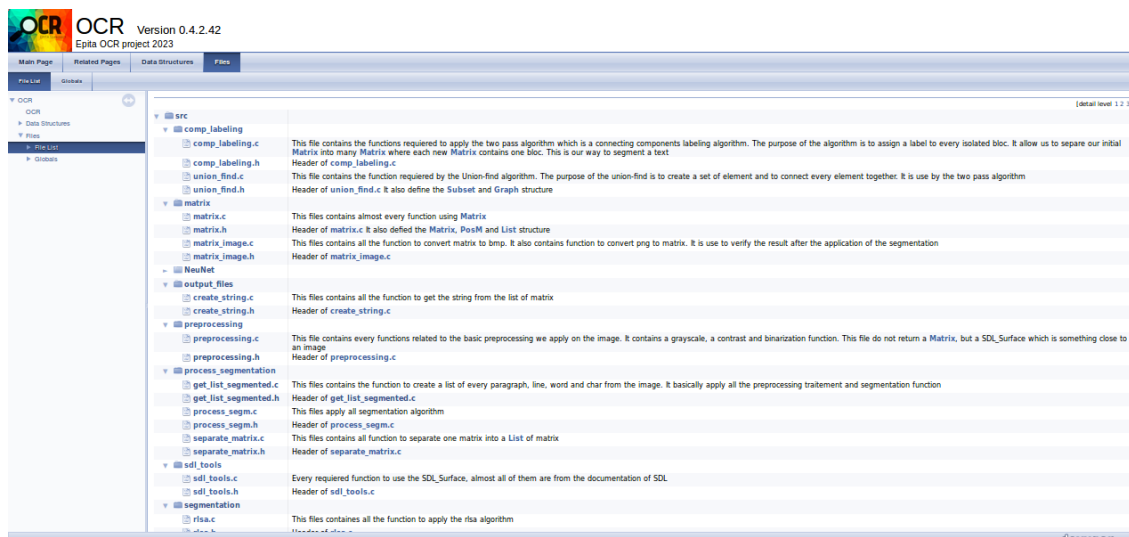 OCR
OCR Version 0.4.2.42
Epita OCR project 2023
Main Page Related Pages Data Structures Files
File List Globals
OCR
OCR
Data Structures
Files
File List
Globals
[detail level 1 2 3
src
comp_labeling
comp_labeling.c This file contains the functions requiered to apply the two pass algorithm which is a connecting components labeling algorithm. The purpose of the algorithm is to assign a label to every isolated bloc. It allow us to separe our initial
Matrix into many Matrix where each new Matrix contains one bloc. This is our way to segment a text
comp_labeling.h Header of comp_labeling.c
union_find.c This file contains the function requiered by the Union-find algorithm. The purpose of the union-find is to create a set of element and to connect every element together. It is use by the two pass algorithm
union_find.h Header of union_find.c It also define the Subset and Graph structure
matrix
matrix.c This files contains almost every function using Matrix
matrix.h Header of matrix.c It also defied the Matrix, PosM and List structure
matrix_image.c This files contains all the function to convert matrix to bmp. It also contains function to convert png to matrix. It is use to verify the result after the application of the segmentation
matrix_image.h Header of matrix_image.c
NeuNet
output_files
create_string.c This files contains all the function to get the string from the list of matrix
create_string.h Header of create_string.c
preprocessing
preprocessing.c This file contains every functions related to the basic preprocessing we apply on the image. It contains a grayscale, a contrast and binarization function. This file do not return a Matrix, but a SDL_Surface which is something close to
an image
preprocessing.h Header of preprocessing.c
process_segmentation
get_list_segmented.c This files contains the function to create a list of every paragraph, line, word and char from the image. It basically apply all the preprocessing traitement and segmentation function
get_list_segmented.h Header of get_list_segmented.c
process_segm.c This files apply all segmentation algorithm
process_segm.h Header of process_segm.c
separate_matrix.c This files contains all function to separate one matrix into a List of matrix
separate_matrix.h Header of separate_matrix.c
sdl_tools
sdl_tools.c Every requiered function to use the SDL_Surface, almost all of them are from the documentation of SDL
sdl_tools.h Header of sdl_tools.c
segmentation
rlsa.c This files containes all the function to apply the rlsa algorithm